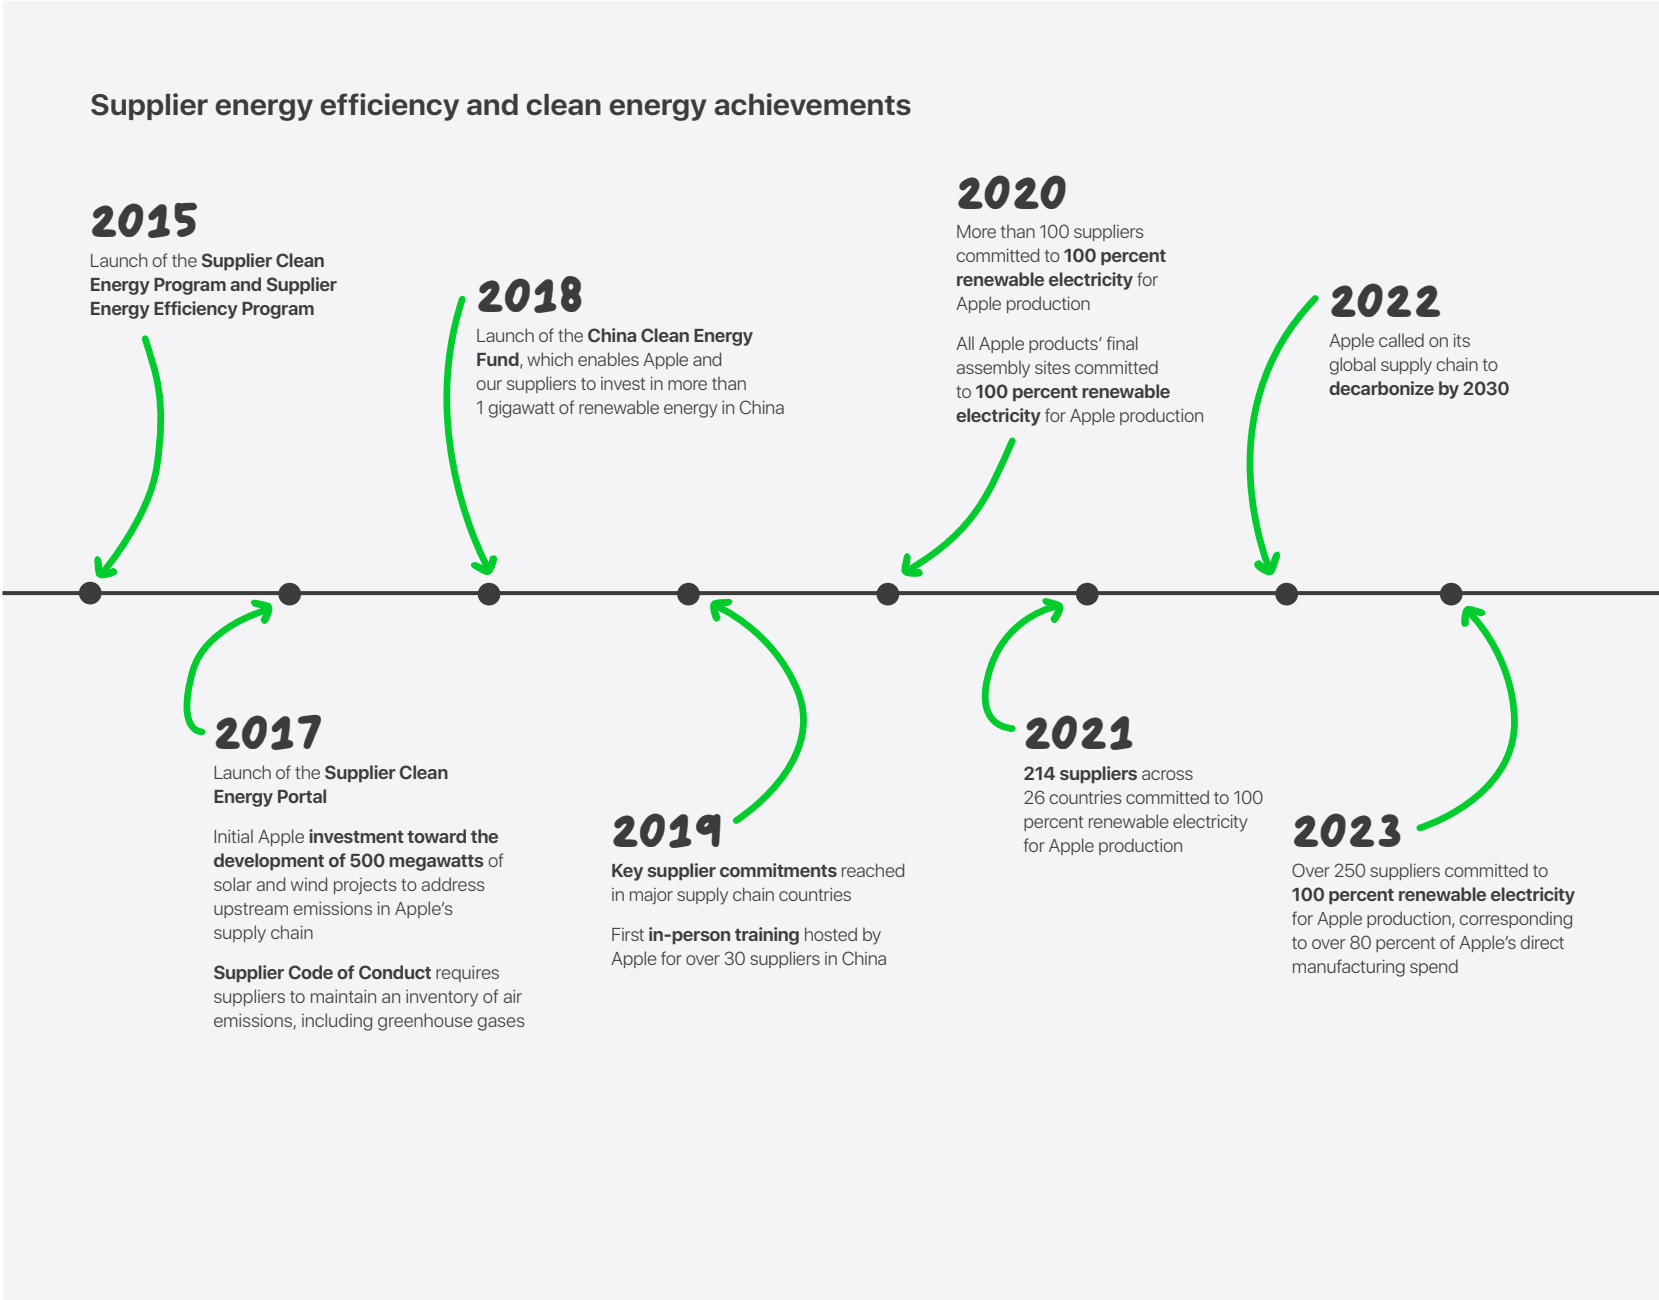 Supplier energy efficiency and clean energy achievements
2015
Launch of the Supplier Clean
Energy Program and Supplier
Energy Efficiency Program
2017
Launch of the Supplier Clean
Energy Portal
Initial Apple investment toward the
development of 500 megawatts of
solar and wind projects to address
upstream emissions in Apple’s
supply chain
Supplier Code of Conduct requires
suppliers to maintain an inventory of air
emissions, including greenhouse gases
2018
Launch of the China Clean Energy
Fund, which enables Apple and
our suppliers to invest in more than
1 gigawatt of renewable energy in China
2019
Key supplier commitments reached
in major supply chain countries
First in-person training hosted by
Apple for over 30 suppliers in China
2020
More than 100 suppliers
committed to 100 percent
renewable electricity for
Apple production
All Apple products’ final
assembly sites committed
to 100 percent renewable
electricity for Apple production
2021
214 suppliers across
26 countries committed to 100
percent renewable electricity
for Apple production
2022
Apple called on its
global supply chain to
decarbonize by 2030
2023
Over 250 suppliers committed to
100 percent renewable electricity
for Apple production, corresponding
to over 80 percent of Apple’s direct
manufacturing spend